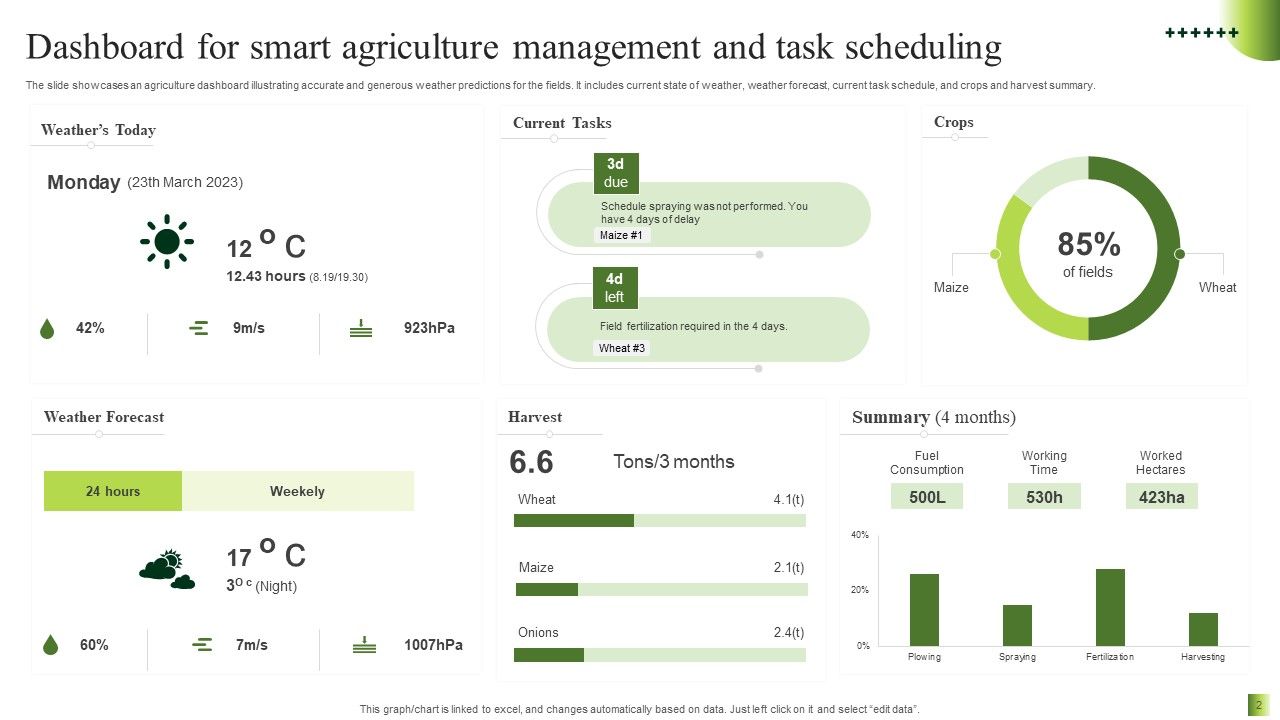 Dashboard for smart agriculture management and task scheduling
The slide showcases an agriculture dashboard illustrating accurate and generous weather predictions for the fields. It includes current state of weather, weather forecast, current task schedule, and crops and harvest summary.
Weather's Today
Monday (23th March 2023)
12 O C
12.43 hours (8.19/19.30)
42%
9m/s
923hPa
Current Tasks
3d
due
Schedule spraying was not performed. You
have 4 days of delay
Maize #1
4d
left
Field fertilization required in the 4 days.
Wheat #3
Crops
85%
of fields
Maize
Wheat
Weather Forecast
24 hours
Weekely
17 O C
3O c (Night)
60%
7m/s
1007hPa
Harvest
6.6 Tons/3 months
Wheat 4.1(t)
Maize 2.1(t)
Onions 2.4(t)
Summary (4 months)
Fuel
Consumption
500L
Working
Time
530h
Worked
Hectares
423ha
40%
20%
0%
Plowing
Spraying
Fertilization
Harvesting
This graph/chart is linked to excel, and changes automatically based on data. Just left click on it and select “edit data”.
2